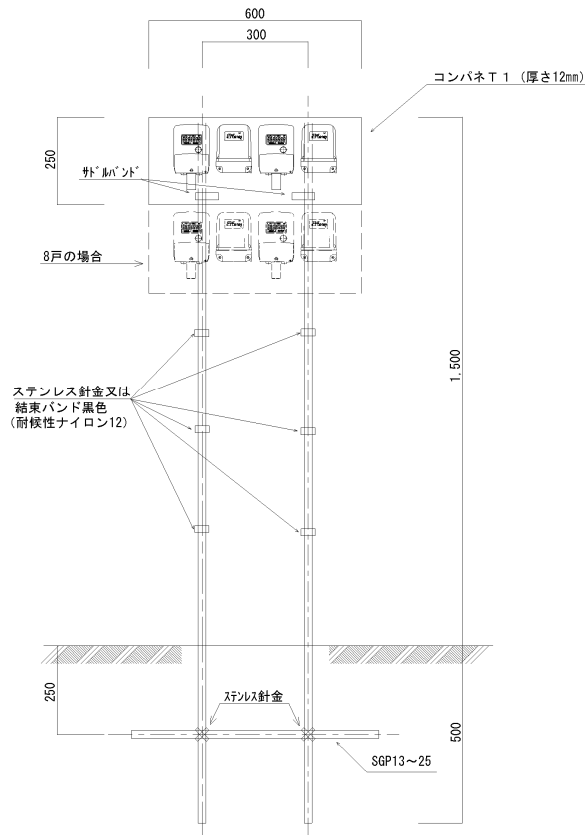 600
300
コンパネT1 (厚さ12mm)
250
サドルバンド
8戸の場合
1,500
ステンレス針金又は
結束バンド黒色
(耐候性ナイロン12)
250
ステンレス針金
500
SGP13～25